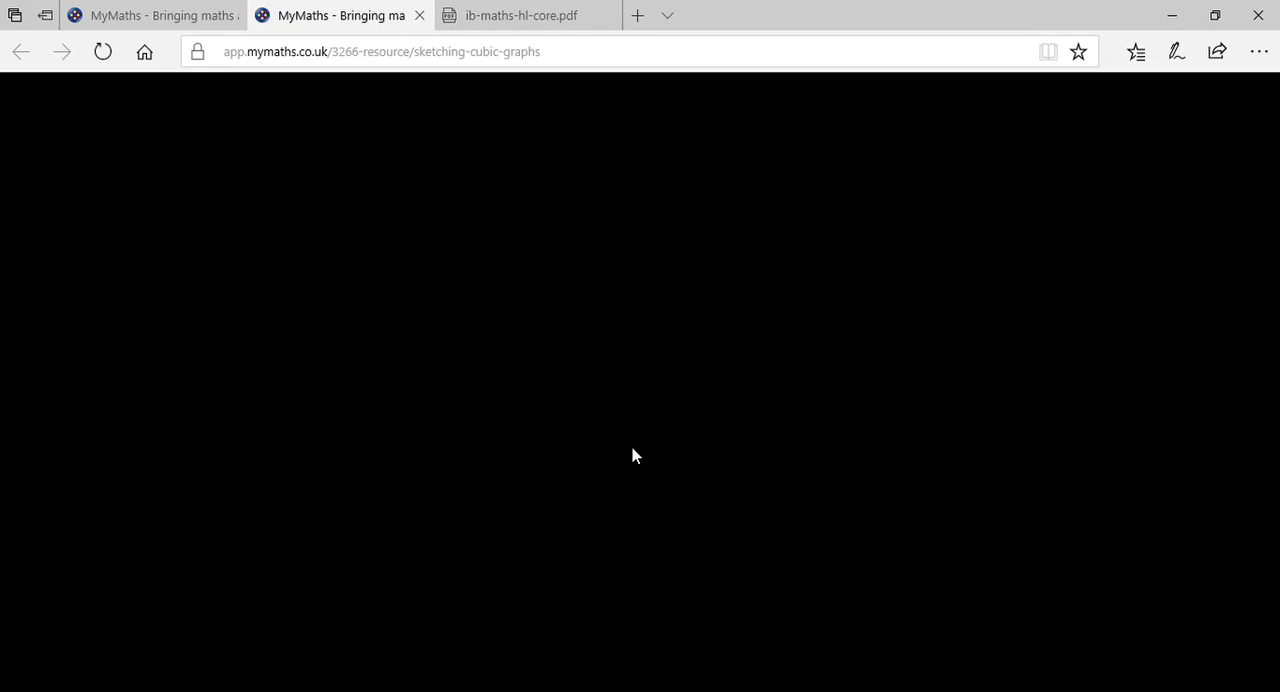 MyMaths - Bringing maths
MyMaths - Bringing ma
ib-maths-hl-core.pdf
app.mymaths.co.uk/3266-resource/sketching-cubic-graphs